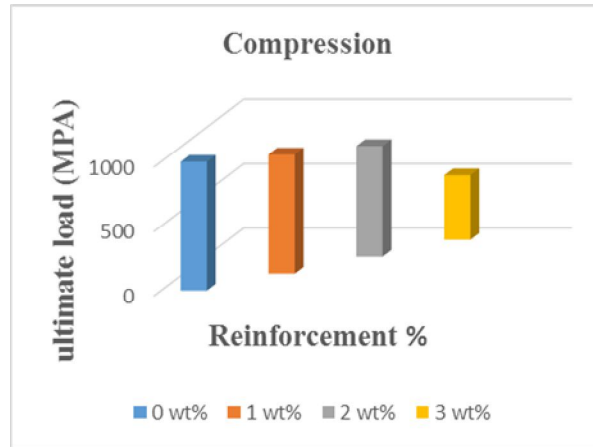 Compression
ultimate load (MPA)
1000
500
0
Reinforcement %
0 wt% 1 wt% 2 wt% 3 wt%